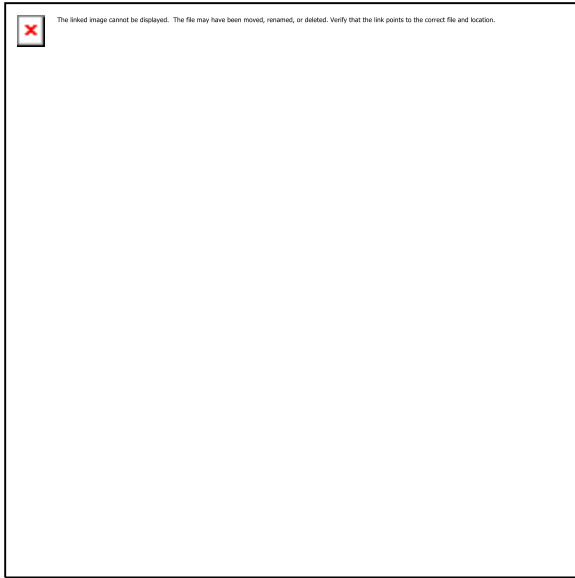 The linked image cannot be displayed.  The file may have been moved, renamed, or deleted. Verify that the link points to the correct file and location.